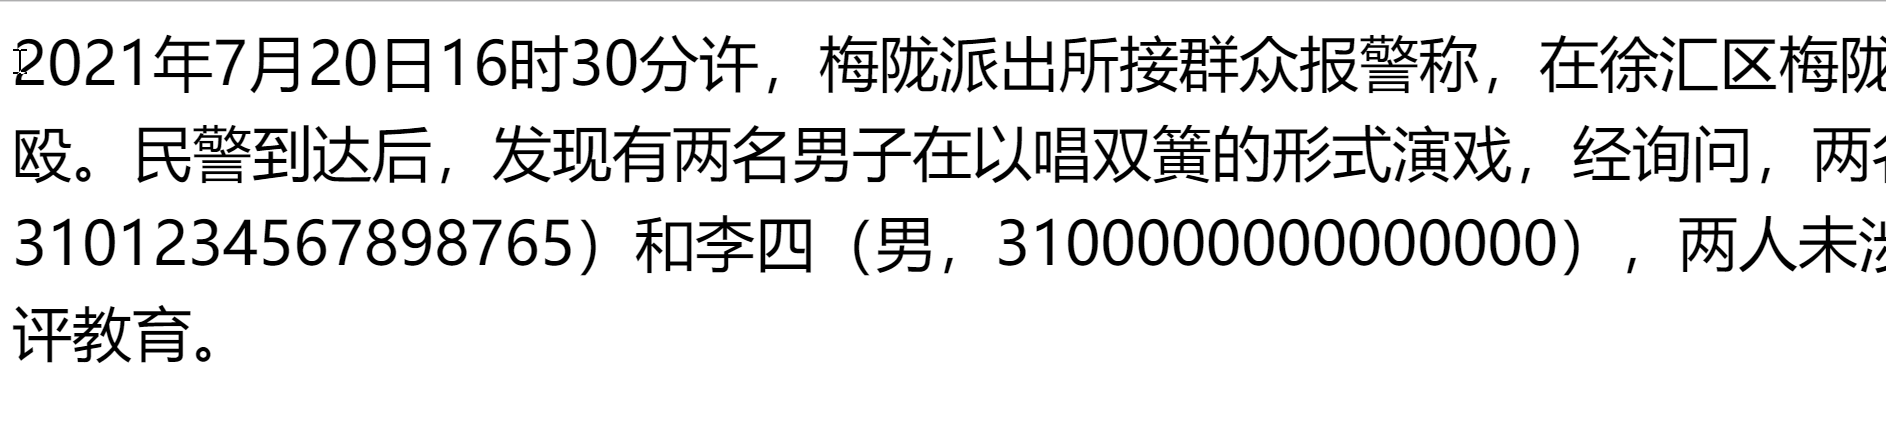 2021年7月20日16时30分许，梅陇派出所接群众报警称，在徐汇区梅陇
殴。民警到达后，发现有两名男子在以唱双簧的形式演戏，经询问，两名
3101234567898765）和李四（男，3100000000000000），两人未涉
评教育。